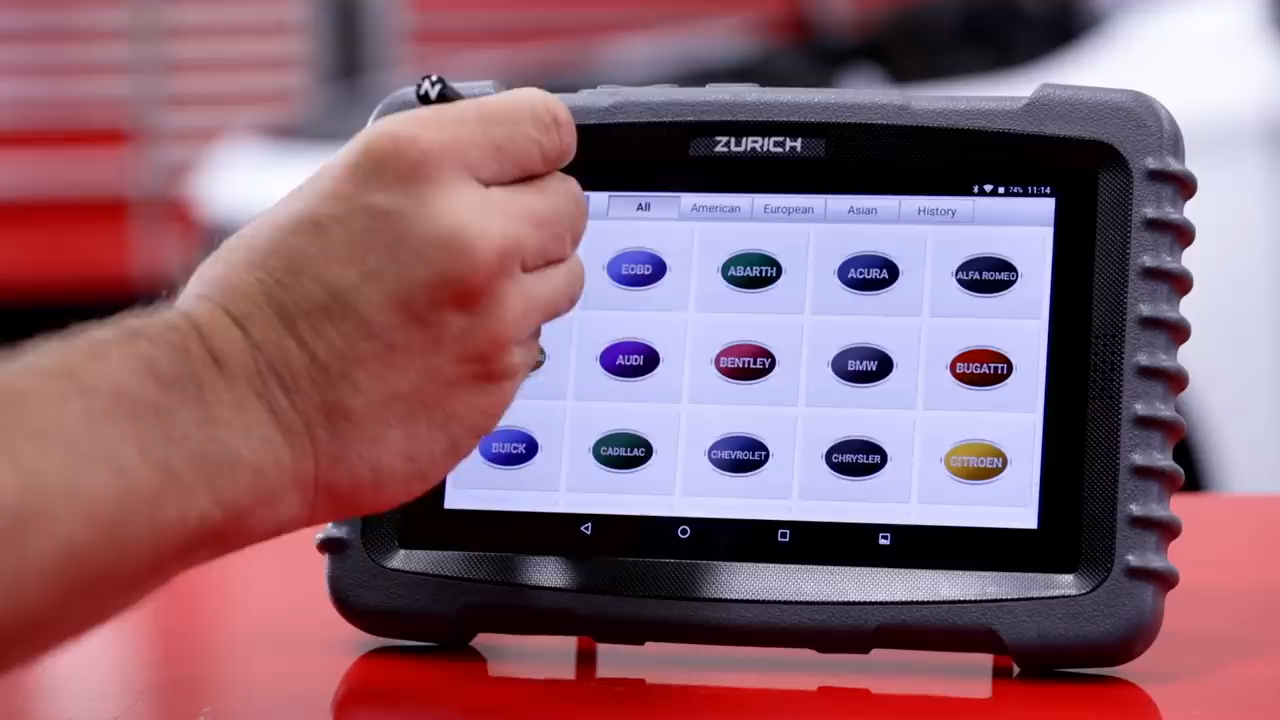 N
ZURICH
74% 11:14
All American European Asian History
EOBD ABARTH ACURA ALFA ROMEO
AUDI BENTLEY BMW BUGATTI
BUICK CADILLAC CHEVROLET CHRYSLER CITROEN